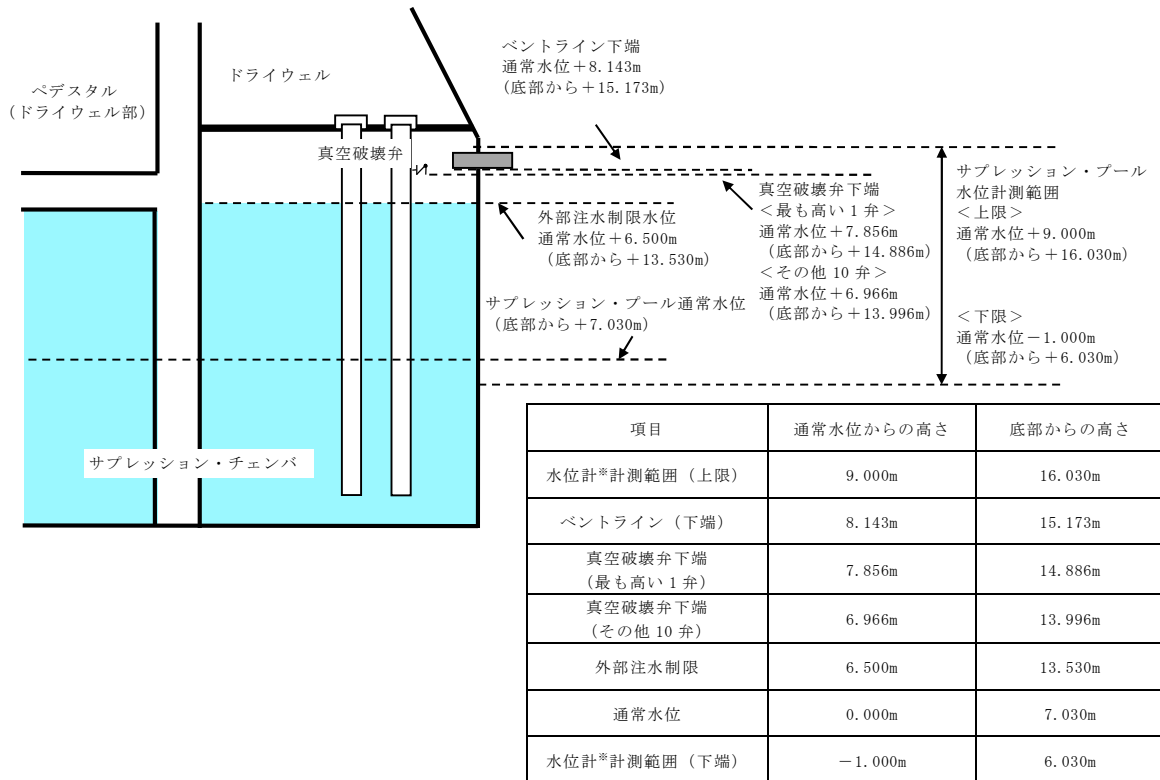 ペデスタル
(ドライウェル部)
ドライウェル
真空破壊弁
ベントライン下端
通常水位+8.143m
(底部から+15.173m)
外部注水制限水位
通常水位+6.500m
(底部から+13.530m)
真空破壊弁下端
<最も高い1弁>
通常水位+7.856m
(底部から+14.886m)
<その他10弁>
通常水位+6.966m
(底部から+13.996m)
サプレッション・プール
水位計測範囲
<上限>
通常水位+9.000m
(底部から+16.030m)
<下限>
通常水位-1.000m
(底部から+6.030m)
サプレッション・プール通常水位
(底部から+7.030m)
サプレッション・チェンバ
項目 通常水位からの高さ 底部からの高さ
水位計※計測範囲(上限) 9.000m 16.030m
ベントライン(下端) 8.143m 15.173m
真空破壊弁下端
(最も高い1弁) 7.856m 14.886m
真空破壊弁下端
(その他10弁) 6.966m 13.996m
外部注水制限 6.500m 13.530m
通常水位 0.000m 7.030m
水位計※計測範囲(下端) -1.000m 6.030m